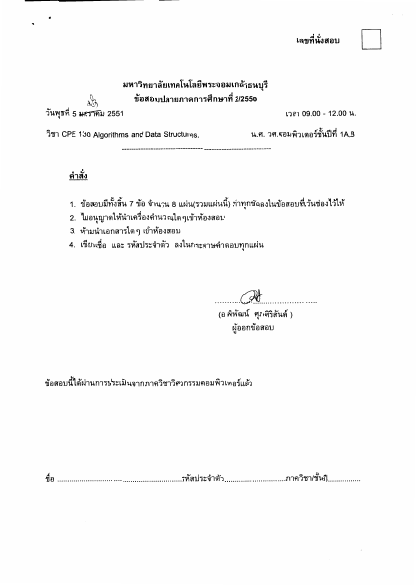 เลขที่นั่งสอบ
มหาวิทยาลัยเทคโนโลยีพระจอมเกล้าธนบุรี
ข้อสอบปลายภาคการศึกษาที่ 2/2550
วันพุธที่ 5 มีนาคม 2551 เวลา 09.00 - 12.00 น.
วิชา CPE 130 Algorithms and Data Structures. น.ศ. วศ.คอมพิวเตอร์ชั้นปีที่ 1A,B
คำสั่ง
1. ข้อสอบมีทั้งสิ้น 7 ข้อ จำนวน 8 แผ่น(รวมแผ่นนี้) ทำทุกข้อลงในข้อสอบที่เว้นช่องไว้ให้
2. ไม่อนุญาตให้นำเครื่องคำนวณใดๆเข้าห้องสอบ
3 ห้ามนำเอกสารใดๆ เข้าห้องสอบ
4. เขียนชื่อ และ รหัสประจำตัว ลงในกระดาษคำตอบทุกแผ่น
(อ พิพัฒน์ ศุภศิริสันต์ )
ผู้ออกข้อสอบ
ข้อสอบนี้ได้ผ่านการประเมินจากภาควิชาวิศวกรรมคอมพิวเตอร์แล้ว
ชื่อ ........................................รหัสประจำตัว....................ภาควิชา/ชั้นปี...........